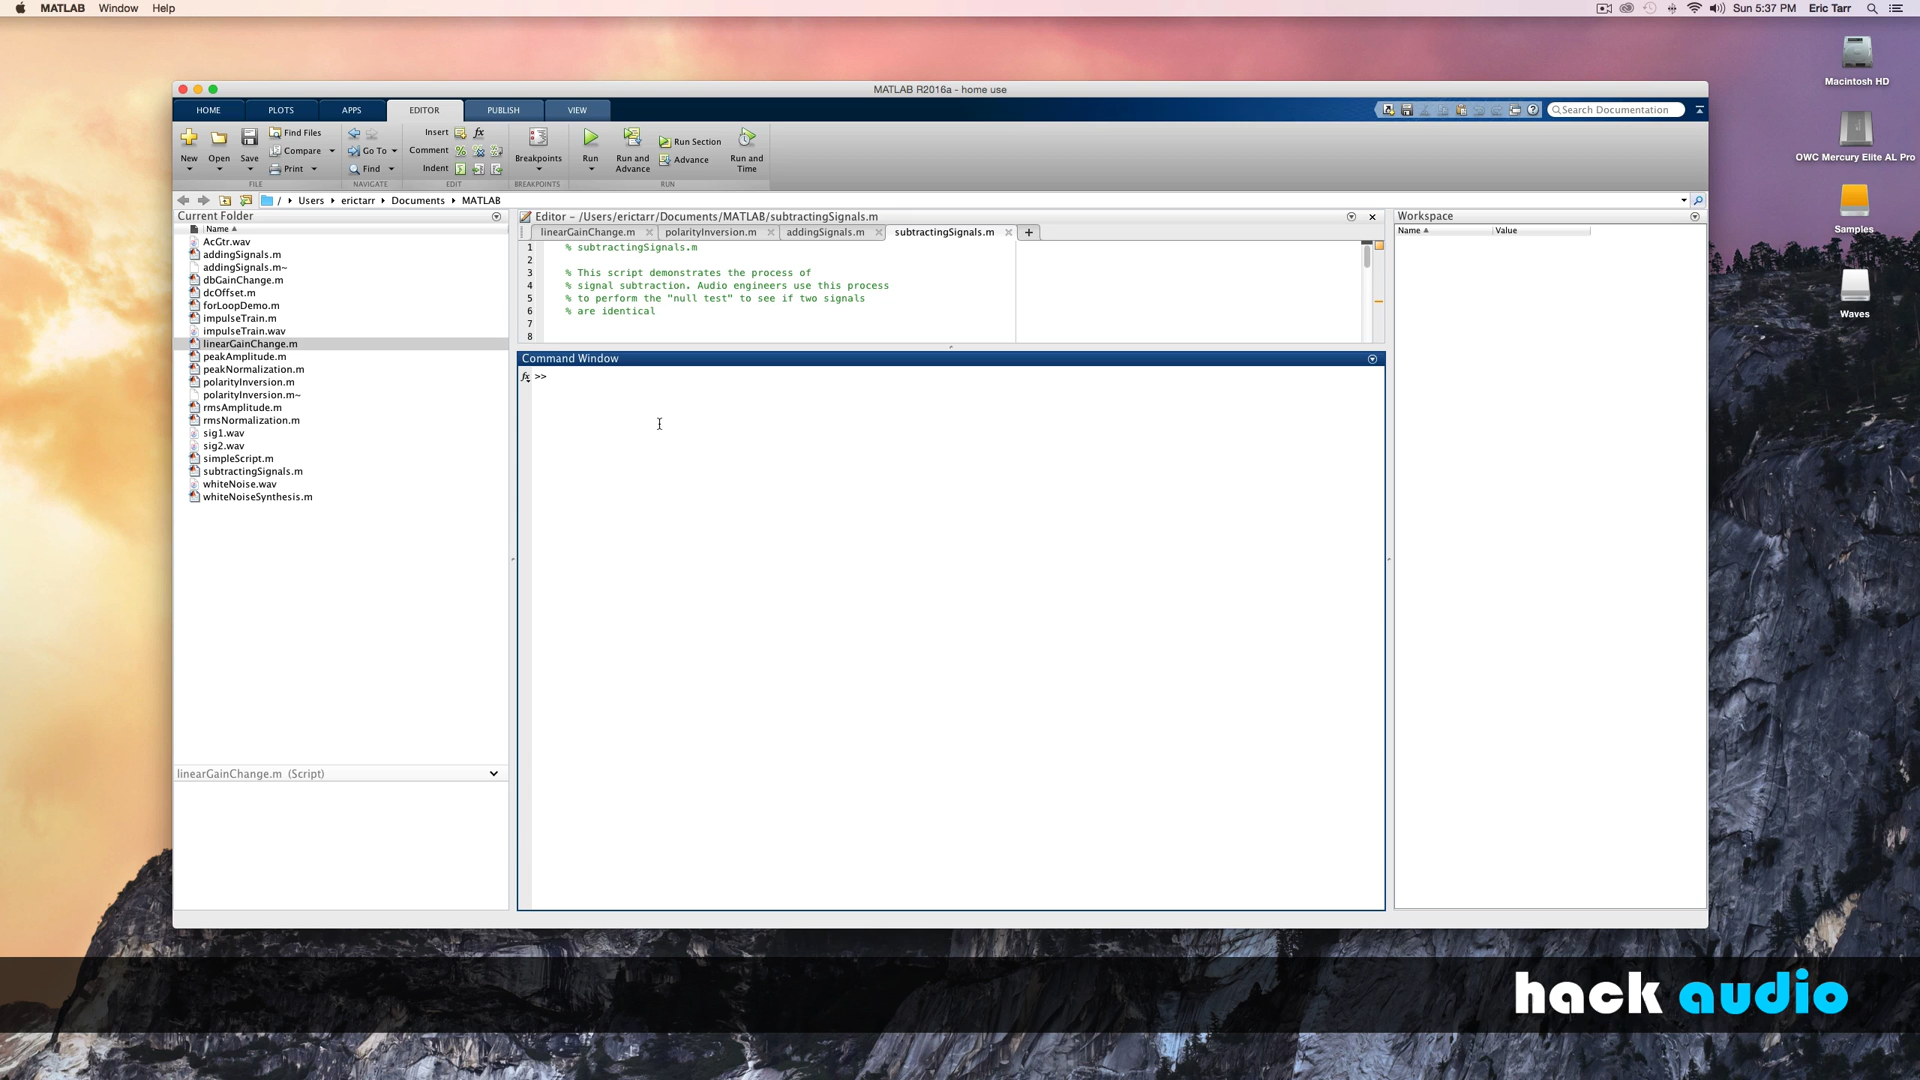 MATLAB Window Help
Sun 5:37 PM Eric Tarr
Macintosh HD
OWC Mercury Elite AL Pro
Samples
Waves
MATLAB R2016a - home use
HOME PLOTS APPS EDITOR PUBLISH VIEW
Search Documentation
New Open Save Find Files Compare Print
Go To Find
Insert fx
Comment
Indent
Breakpoints Run Run and Advance Run Section Advance Run and Time
FILE NAVIGATE EDIT BREAKPOINTS RUN
/ Users erictarr Documents MATLAB
Current Folder
Name
AcGtr.wav
addingSignals.m
addingSignals.m~
dbGainChange.m
dcOffset.m
forLoopDemo.m
impulseTrain.m
impulseTrain.wav
linearGainChange.m
peakAmplitude.m
peakNormalization.m
polarityInversion.m
polarityInversion.m~
rmsAmplitude.m
rmsNormalization.m
sig1.wav
sig2.wav
simpleScript.m
subtractingSignals.m
whiteNoise.wav
whiteNoiseSynthesis.m
linearGainChange.m (Script)
Editor - /Users/erictarr/Documents/MATLAB/subtractingSignals.m
linearGainChange.m polarityInversion.m addingSignals.m subtractingSignals.m +
1 % subtractingSignals.m
2
3 % This script demonstrates the process of
4 % signal subtraction. Audio engineers use this process
5 % to perform the "null test" to see if two signals
6 % are identical
7
8
Command Window
fx >>
Workspace
Name Value
hack audio